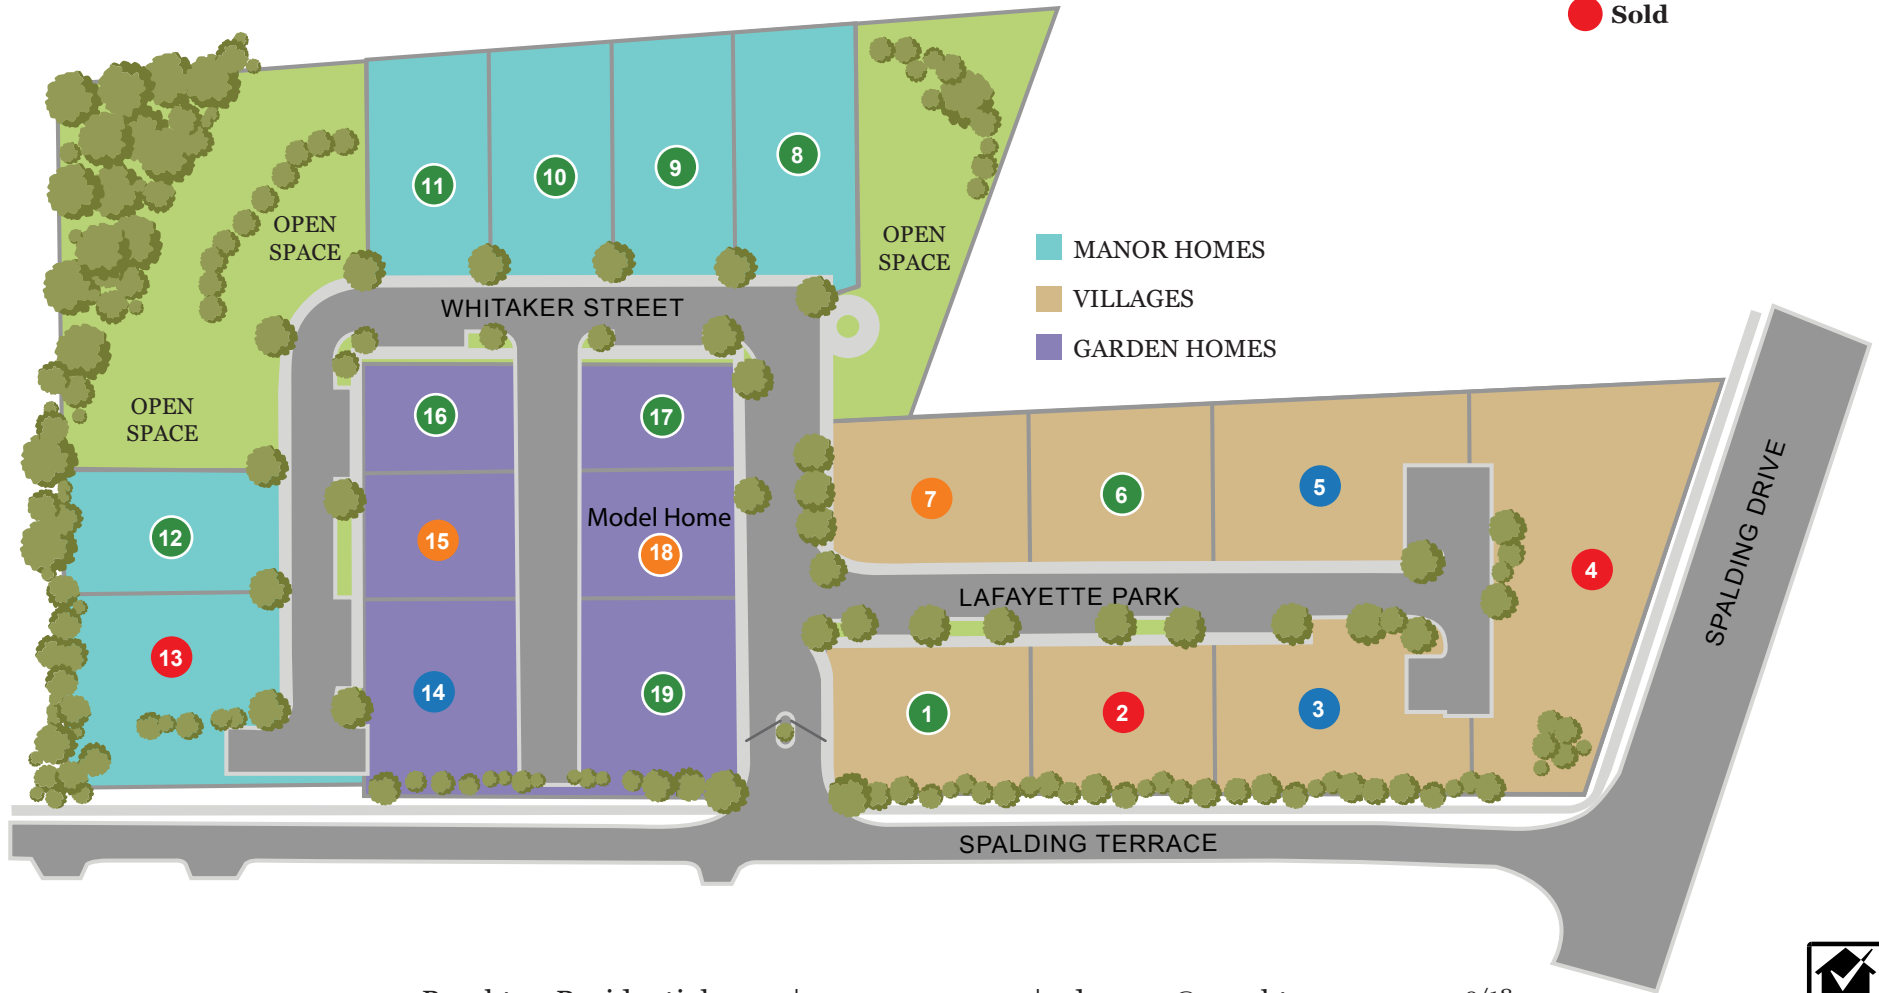 Sold
11
10
9
8
OPEN
SPACE
OPEN
SPACE
MANOR HOMES
VILLAGES
GARDEN HOMES
WHITAKER STREET
OPEN
SPACE
16
17
12
15
Model Home
18
7
6
5
4
SPALDING DRIVE
LAFAYETTE PARK
13
14
19
1
2
3
SPALDING TERRACE